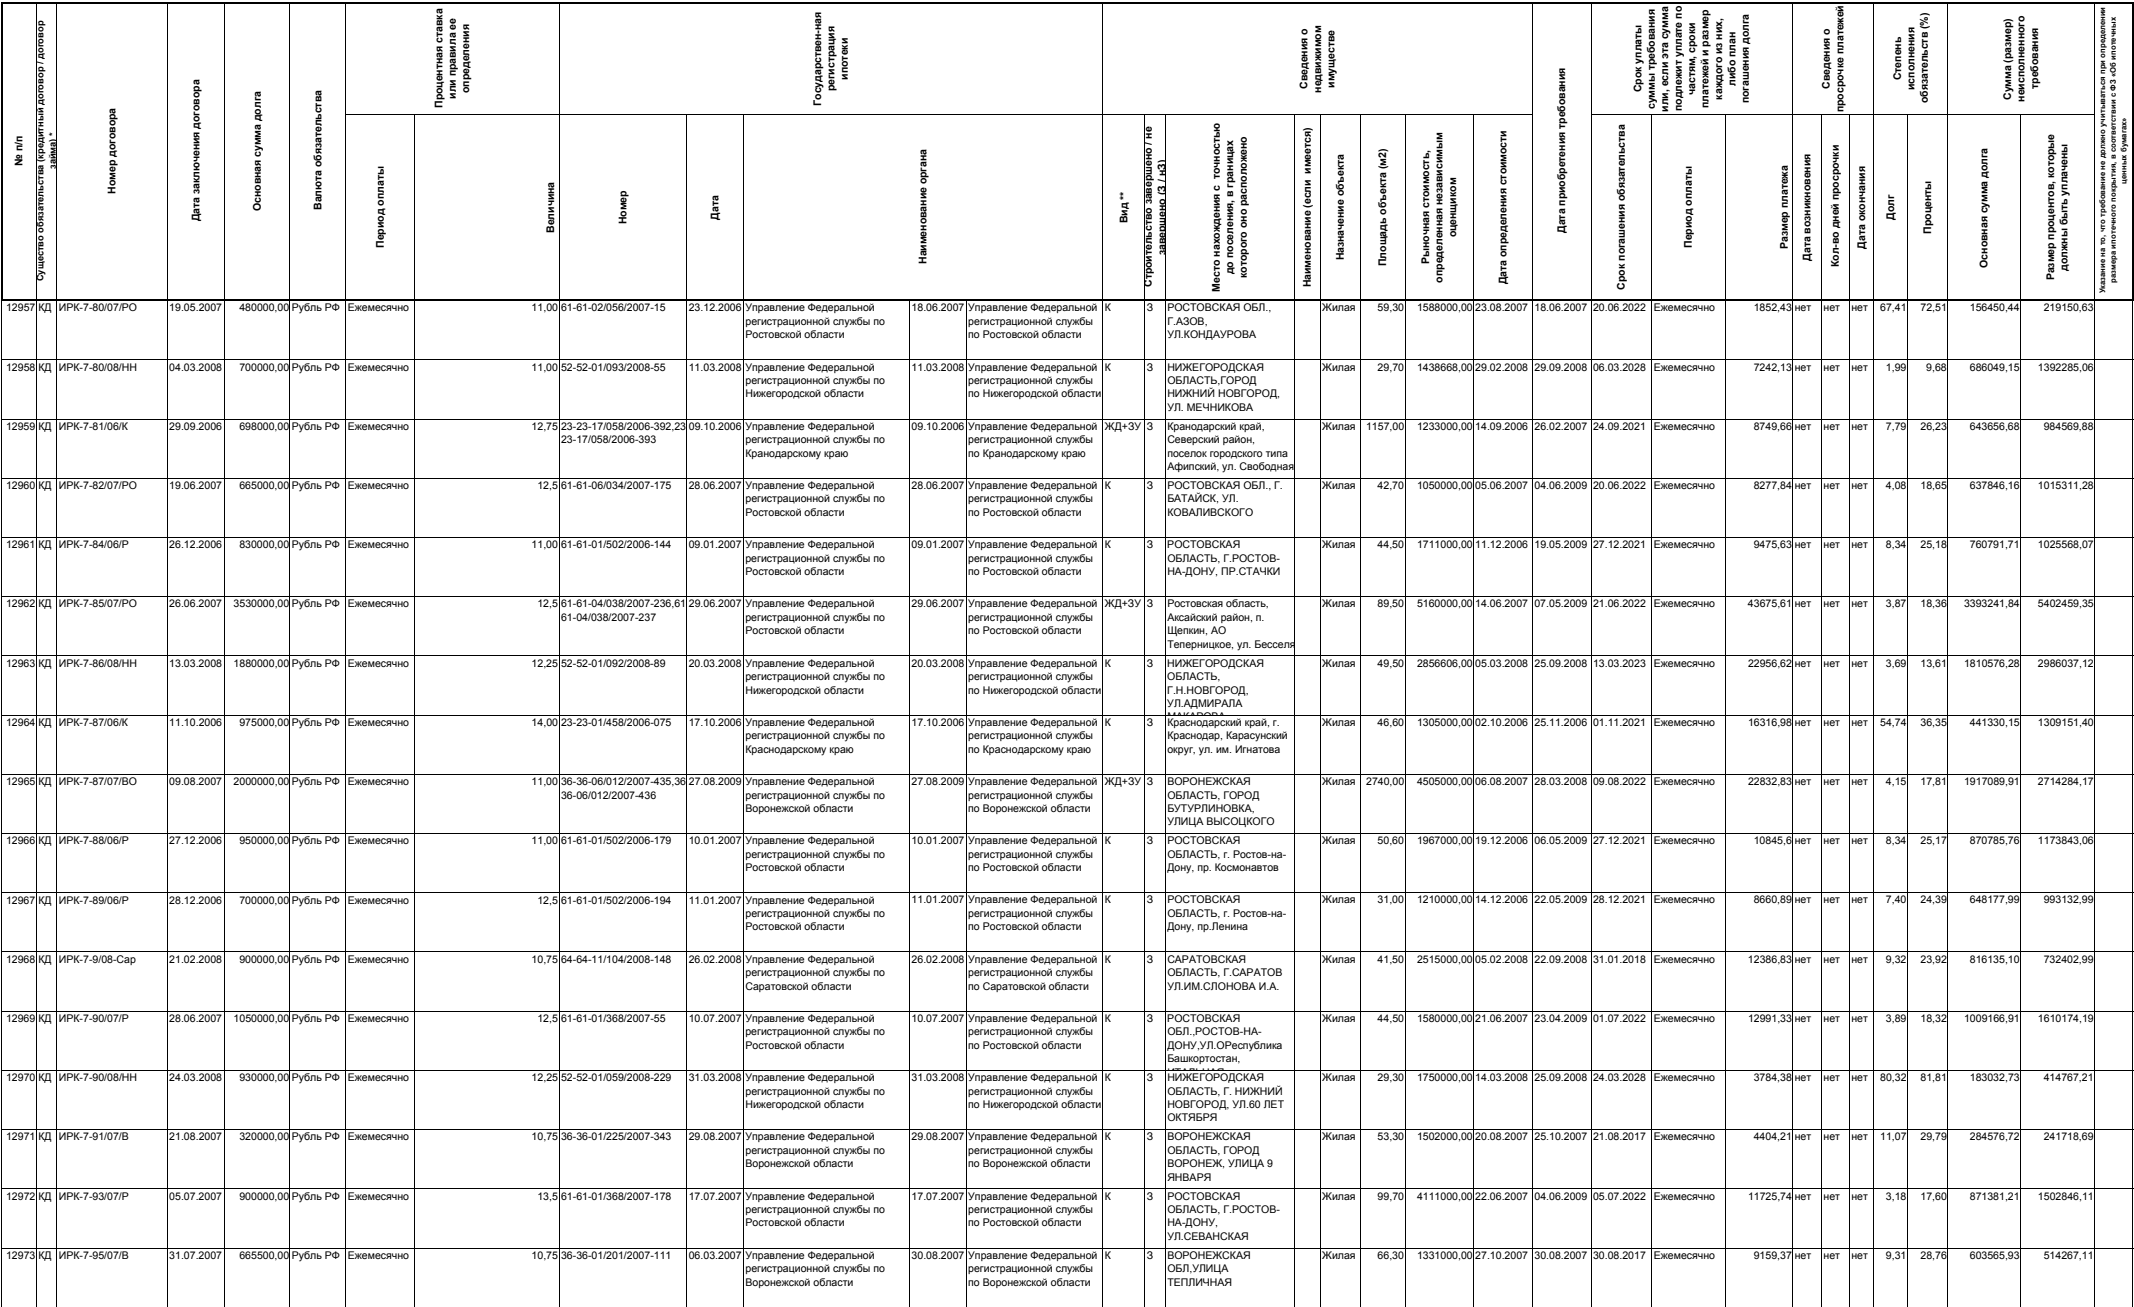 № п/п
Существо обязательства (кредитный договор / договор займа) *
Номер договора
Дата заключения договора
Основная сумма долга
Валюта обязательства
Процентная ставка или правила ее определения
Период оплаты
Величина
Государствен-ная регистрация ипотеки
Номер
Дата
Наименование органа
Сведения о недвижимом имуществе
Вид **
Строительство завершено / не завершено (З / нЗ)
Место нахождения с точностью до поселения, в границах которого оно расположено
Наименование (если имеется)
Назначение объекта
Площадь объекта (м2)
Рыночная стоимость, определенная независимым оценщиком
Дата определения стоимости
Дата приобретения требования
Срок уплаты суммы требования или, если эта сумма подлежит уплате по частям, сроки платежей и размер каждого из них, либо план погашения долга
Срок погашения обязательства
Период оплаты
Размер платежа
Сведения о просрочке платежей
Дата возникновения
Кол-во дней просрочки
Дата окончания
Степень исполнения обязательств (%)
Долг
Проценты
Сумма (размер) неисполненного требования
Основная сумма долга
Размер процентов, которые должны быть уплачены
Указание на то, что требование не должно учитываться при определении размера ипотечного покрытия, в соответствии с ФЗ «Об ипотечных ценных бумагах»
12957 КД ИРК-7-80/07/РО 19.05.2007 480000,00 Рубль РФ Ежемесячно 11,00 61-61-02/056/2007-15 23.12.2006 Управление Федеральной регистрационной службы по Ростовской области 18.06.2007 Управление Федеральной регистрационной службы по Ростовской области К З РОСТОВСКАЯ ОБЛ., Г.АЗОВ, УЛ.КОНДАУРОВА Жилая 59,30 1588000,00 23.08.2007 18.06.2007 20.06.2022 Ежемесячно 1852,43 нет нет нет 67,41 72,51 156450,44 219150,63
12958 КД ИРК-7-80/08/НН 04.03.2008 700000,00 Рубль РФ Ежемесячно 11,00 52-52-01/093/2008-55 11.03.2008 Управление Федеральной регистрационной службы по Нижегородской области 11.03.2008 Управление Федеральной регистрационной службы по Нижегородской области К З НИЖЕГОРОДСКАЯ ОБЛАСТЬ,ГОРОД НИЖНИЙ НОВГОРОД, УЛ. МЕЧНИКОВА Жилая 29,70 1438668,00 29.02.2008 29.09.2008 06.03.2028 Ежемесячно 7242,13 нет нет нет 1,99 9,68 686049,15 1392285,06
12959 КД ИРК-7-81/06/К 29.09.2006 698000,00 Рубль РФ Ежемесячно 12,75 23-23-17/058/2006-392,23 23-17/058/2006-393 09.10.2006 Управление Федеральной регистрационной службы по Кранодарскому краю 09.10.2006 Управление Федеральной регистрационной службы по Кранодарскому краю ЖД+ЗУ З Кранодарский край, Северский район, поселок городского типа Афипский, ул. Свободная Жилая 1157,00 1233000,00 14.09.2006 26.02.2007 24.09.2021 Ежемесячно 8749,66 нет нет нет 7,79 26,23 643656,68 984569,88
12960 КД ИРК-7-82/07/РО 19.06.2007 665000,00 Рубль РФ Ежемесячно 12,5 61-61-06/034/2007-175 28.06.2007 Управление Федеральной регистрационной службы по Ростовской области 28.06.2007 Управление Федеральной регистрационной службы по Ростовской области К З РОСТОВСКАЯ ОБЛ., Г. БАТАЙСК, УЛ. КОВАЛИВСКОГО Жилая 42,70 1050000,00 05.06.2007 04.06.2009 20.06.2022 Ежемесячно 8277,84 нет нет нет 4,08 18,65 637846,16 1015311,28
12961 КД ИРК-7-84/06/Р 26.12.2006 830000,00 Рубль РФ Ежемесячно 11,00 61-61-01/502/2006-144 09.01.2007 Управление Федеральной регистрационной службы по Ростовской области 09.01.2007 Управление Федеральной регистрационной службы по Ростовской области К З РОСТОВСКАЯ ОБЛАСТЬ, Г.РОСТОВ-НА-ДОНУ, ПР.СТАЧКИ Жилая 44,50 1711000,00 11.12.2006 19.05.2009 27.12.2021 Ежемесячно 9475,63 нет нет нет 8,34 25,18 760791,71 1025568,07
12962 КД ИРК-7-85/07/РО 26.06.2007 3530000,00 Рубль РФ Ежемесячно 12,5 61-61-04/038/2007-236,61 61-04/038/2007-237 29.06.2007 Управление Федеральной регистрационной службы по Ростовской области 29.06.2007 Управление Федеральной регистрационной службы по Ростовской области ЖД+ЗУ З Ростовская область, Аксайский район, п. Щепкин, АО Теперницкое, ул. Бесселя Жилая 89,50 5160000,00 14.06.2007 07.05.2009 21.06.2022 Ежемесячно 43675,61 нет нет нет 3,87 18,36 3393241,84 5402459,35
12963 КД ИРК-7-86/08/НН 13.03.2008 1880000,00 Рубль РФ Ежемесячно 12,25 52-52-01/092/2008-89 20.03.2008 Управление Федеральной регистрационной службы по Нижегородской области 20.03.2008 Управление Федеральной регистрационной службы по Нижегородской области К З НИЖЕГОРОДСКАЯ ОБЛАСТЬ, Г.Н.НОВГОРОД, УЛ.АДМИРАЛА Жилая 49,50 2856606,00 05.03.2008 25.09.2008 13.03.2023 Ежемесячно 22956,62 нет нет нет 3,69 13,61 1810576,28 2986037,12
12964 КД ИРК-7-87/06/К 11.10.2006 975000,00 Рубль РФ Ежемесячно 14,00 23-23-01/458/2006-075 17.10.2006 Управление Федеральной регистрационной службы по Краснодарскому краю 17.10.2006 Управление Федеральной регистрационной службы по Краснодарскому краю К З Краснодарский край, г. Краснодар, Карасунский округ, ул. им. Игнатова Жилая 46,60 1305000,00 02.10.2006 25.11.2006 01.11.2021 Ежемесячно 16316,98 нет нет нет 54,74 36,35 441330,15 1309151,40
12965 КД ИРК-7-87/07/ВО 09.08.2007 2000000,00 Рубль РФ Ежемесячно 11,00 36-36-06/012/2007-435,36 36-06/012/2007-436 27.08.2009 Управление Федеральной регистрационной службы по Воронежской области 27.08.2009 Управление Федеральной регистрационной службы по Воронежской области ЖД+ЗУ З ВОРОНЕЖСКАЯ ОБЛАСТЬ, ГОРОД БУТУРЛИНОВКА, УЛИЦА ВЫСОЦКОГО Жилая 2740,00 4505000,00 06.08.2007 28.03.2008 09.08.2022 Ежемесячно 22832,83 нет нет нет 4,15 17,81 1917089,91 2714284,17
12966 КД ИРК-7-88/06/Р 27.12.2006 950000,00 Рубль РФ Ежемесячно 11,00 61-61-01/502/2006-179 10.01.2007 Управление Федеральной регистрационной службы по Ростовской области 10.01.2007 Управление Федеральной регистрационной службы по Ростовской области К З РОСТОВСКАЯ ОБЛАСТЬ, г. Ростов-на-Дону, пр. Космонавтов Жилая 50,60 1967000,00 19.12.2006 06.05.2009 27.12.2021 Ежемесячно 10845,6 нет нет нет 8,34 25,17 870785,76 1173843,06
12967 КД ИРК-7-89/06/Р 28.12.2006 700000,00 Рубль РФ Ежемесячно 12,5 61-61-01/502/2006-194 11.01.2007 Управление Федеральной регистрационной службы по Ростовской области 11.01.2007 Управление Федеральной регистрационной службы по Ростовской области К З РОСТОВСКАЯ ОБЛАСТЬ, г. Ростов-на-Дону, пр.Ленина Жилая 31,00 1210000,00 14.12.2006 22.05.2009 28.12.2021 Ежемесячно 8660,89 нет нет нет 7,40 24,39 648177,99 993132,99
12968 КД ИРК-7-9/08-Сар 21.02.2008 900000,00 Рубль РФ Ежемесячно 10,75 64-64-11/104/2008-148 26.02.2008 Управление Федеральной регистрационной службы по Саратовской области 26.02.2008 Управление Федеральной регистрационной службы по Саратовской области К З САРАТОВСКАЯ ОБЛАСТЬ, Г.САРАТОВ УЛ.ИМ.СЛОНОВА И.А. Жилая 41,50 2515000,00 05.02.2008 22.09.2008 31.01.2018 Ежемесячно 12386,83 нет нет нет 9,32 23,92 816135,10 732402,99
12969 КД ИРК-7-90/07/Р 28.06.2007 1050000,00 Рубль РФ Ежемесячно 12,5 61-61-01/368/2007-55 10.07.2007 Управление Федеральной регистрационной службы по Ростовской области 10.07.2007 Управление Федеральной регистрационной службы по Ростовской области К З РОСТОВСКАЯ ОБЛ.,РОСТОВ-НА-ДОНУ,УЛ.ОРеспублика Башкортостан, Жилая 44,50 1580000,00 21.06.2007 23.04.2009 01.07.2022 Ежемесячно 12991,33 нет нет нет 3,89 18,32 1009166,91 1610174,19
12970 КД ИРК-7-90/08/НН 24.03.2008 930000,00 Рубль РФ Ежемесячно 12,25 52-52-01/059/2008-229 31.03.2008 Управление Федеральной регистрационной службы по Нижегородской области 31.03.2008 Управление Федеральной регистрационной службы по Нижегородской области К З НИЖЕГОРОДСКАЯ ОБЛАСТЬ, Г. НИЖНИЙ НОВГОРОД, УЛ.60 ЛЕТ ОКТЯБРЯ Жилая 29,30 1750000,00 14.03.2008 25.09.2008 24.03.2028 Ежемесячно 3784,38 нет нет нет 80,32 81,81 183032,73 414767,21
12971 КД ИРК-7-91/07/В 21.08.2007 320000,00 Рубль РФ Ежемесячно 10,75 36-36-01/225/2007-343 29.08.2007 Управление Федеральной регистрационной службы по Воронежской области 29.08.2007 Управление Федеральной регистрационной службы по Воронежской области К З ВОРОНЕЖСКАЯ ОБЛАСТЬ, ГОРОД ВОРОНЕЖ, УЛИЦА 9 ЯНВАРЯ Жилая 53,30 1502000,00 20.08.2007 25.10.2007 21.08.2017 Ежемесячно 4404,21 нет нет нет 11,07 29,79 284576,72 241718,69
12972 КД ИРК-7-93/07/Р 05.07.2007 900000,00 Рубль РФ Ежемесячно 13,5 61-61-01/368/2007-178 17.07.2007 Управление Федеральной регистрационной службы по Ростовской области 17.07.2007 Управление Федеральной регистрационной службы по Ростовской области К З РОСТОВСКАЯ ОБЛАСТЬ, Г.РОСТОВ-НА-ДОНУ, УЛ.СЕВАНСКАЯ Жилая 99,70 4111000,00 22.06.2007 04.06.2009 05.07.2022 Ежемесячно 11725,74 нет нет нет 3,18 17,60 871381,21 1502846,11
12973 КД ИРК-7-95/07/В 31.07.2007 665500,00 Рубль РФ Ежемесячно 10,75 36-36-01/201/2007-111 06.03.2007 Управление Федеральной регистрационной службы по Воронежской области 30.08.2007 Управление Федеральной регистрационной службы по Воронежской области К З ВОРОНЕЖСКАЯ ОБЛ,УЛИЦА ТЕПЛИЧНАЯ Жилая 66,30 1331000,00 27.10.2007 30.08.2007 30.08.2017 Ежемесячно 9159,37 нет нет нет 9,31 28,76 603565,93 514267,11